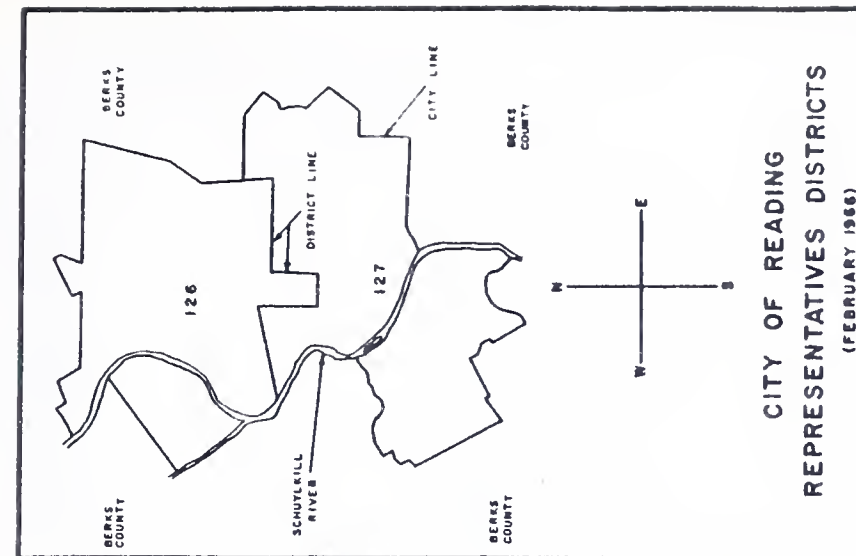 BERKS
COUNTY
126
DISTRICT LINE
CITY LINE
127
BERKS
COUNTY
SCHUYLKILL
RIVER
BERKS
COUNTY
BERKS
COUNTY
N
W
E
S
CITY OF READING
REPRESENTATIVES DISTRICTS
(FEBRUARY 1966)